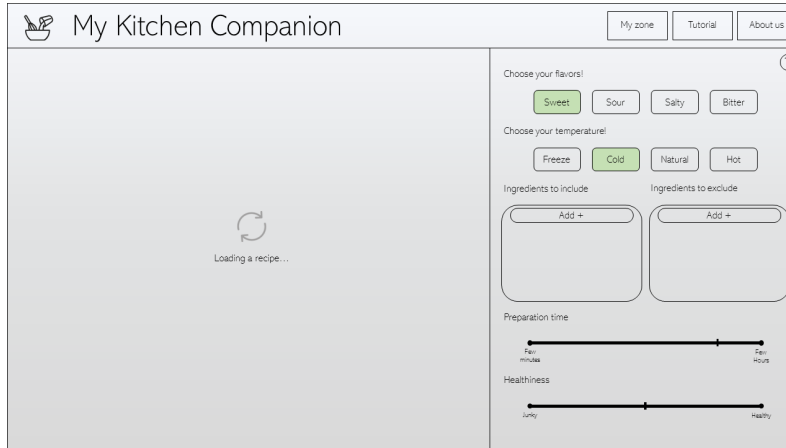 My Kitchen Companion
My zone
Tutorial
About us
Choose your flavors!
Sweet
Sour
Salty
Bitter
Choose your temperature!
Freeze
Cold
Natural
Hot
Ingredients to include
Ingredients to exclude
Add +
Add +
Loading a recipe...
Preparation time
Few
minutes
Few
Hours
Healthiness
Junky
Healthy